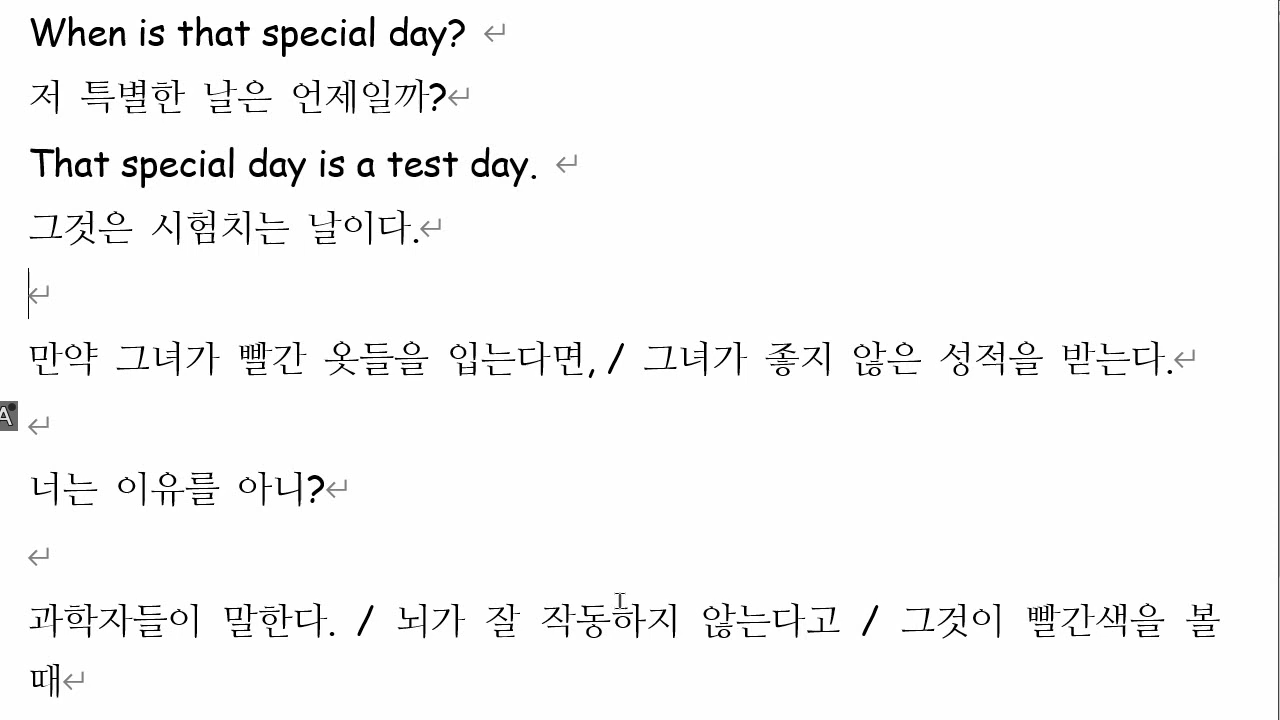 When is that special day?
저 특별한 날은 언제일까?
That special day is a test day.
그것은 시험치는 날이다.
만약 그녀가 빨간 옷들을 입는다면, / 그녀가 좋지 않은 성적을 받는다.
A
너는 이유를 아니?
과학자들이 말한다. / 뇌가 잘 작동하지 않는다고 / 그것이 빨간색을 볼
때